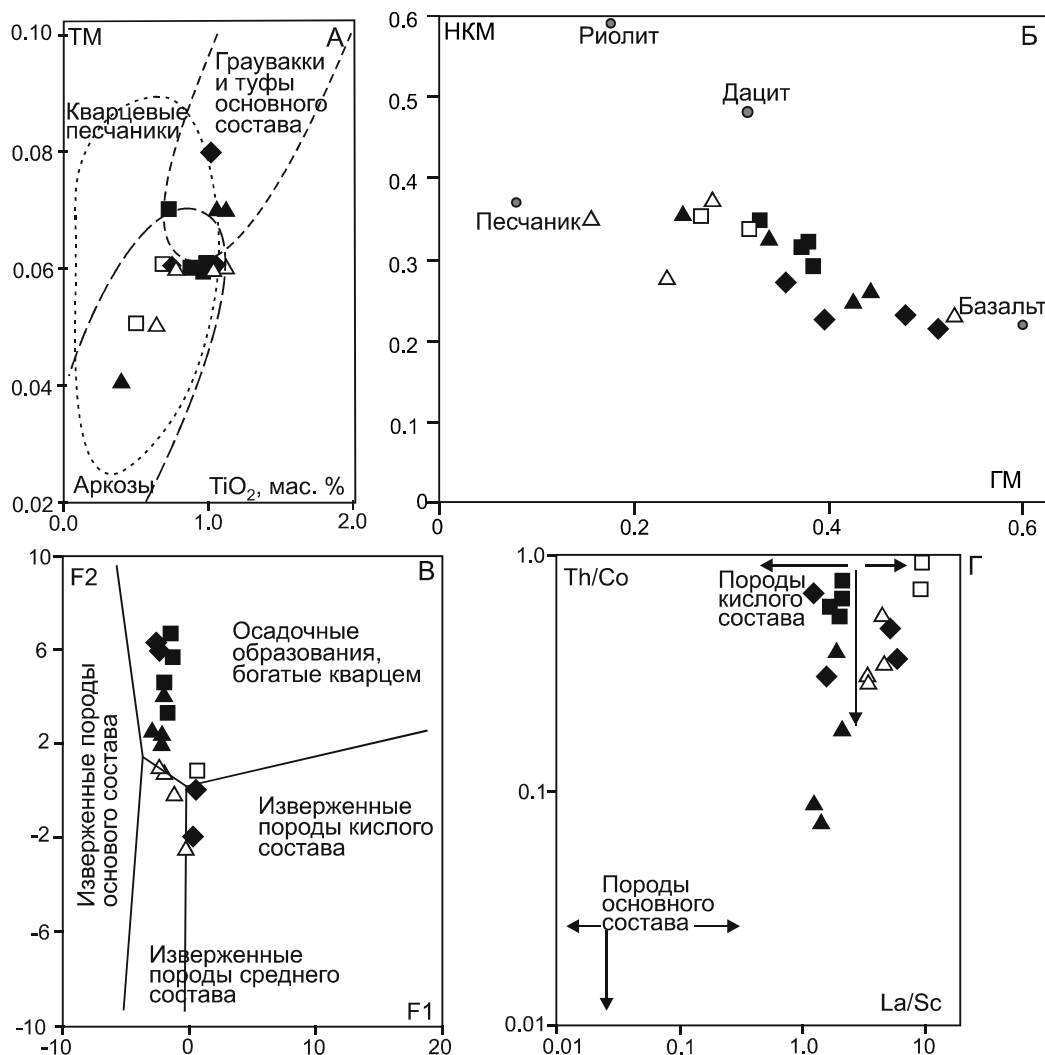 ТМ
А
0.10
0.08
0.06
0.04
0.02
Граувакки
и туфы
основного
состава
Кварцевые
песчаники
Аркозы
TiO2, мас. %
0.0
1.0
2.0
НКМ
Б
0.6
0.5
0.4
0.3
0.2
0.1
0
Риолит
Дацит
Песчаник
Базальт
ГМ
0
0.2
0.4
0.6
F2
В
10
6
2
-2
-6
-10
Осадочные
образования,
богатые кварцем
Изверженные породы
основого состава
Изверженные
породы кислого
состава
Изверженные
породы среднего
состава
F1
-10
0
10
20
Th/Co
Г
1.0
0.1
0.01
Породы
кислого
состава
Породы
основного
состава
La/Sc
0.01
0.1
1.0
10